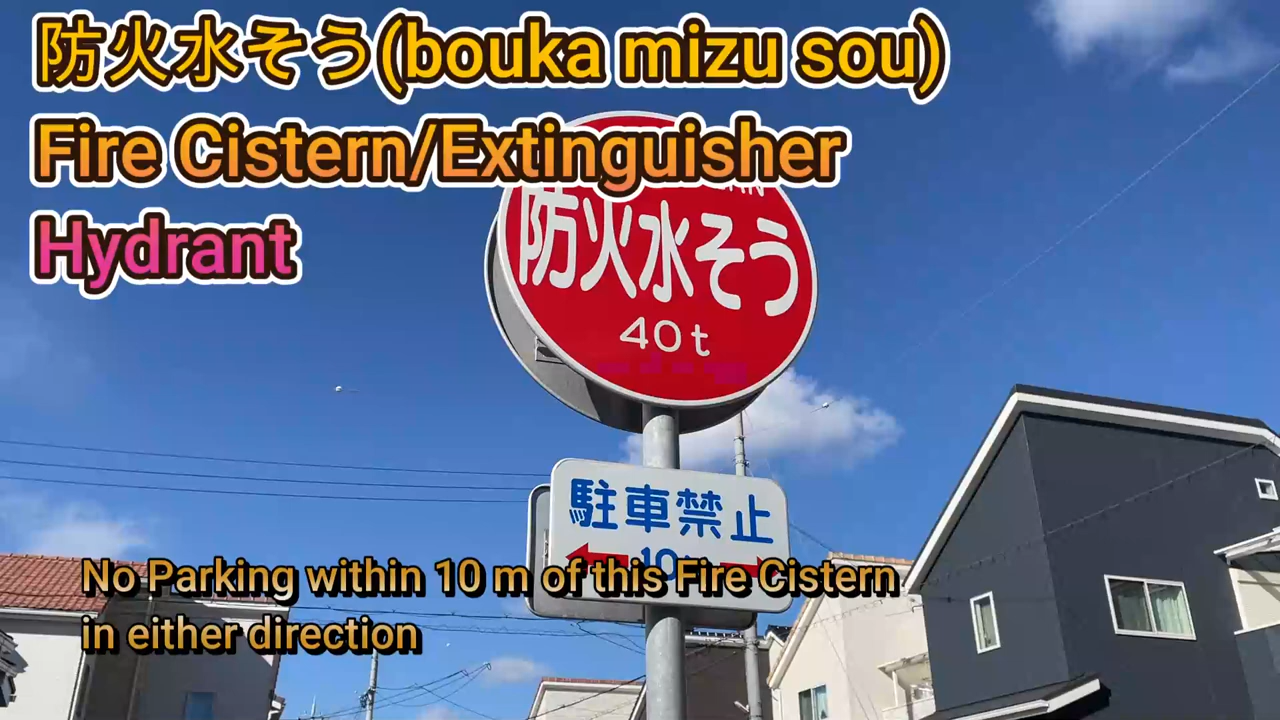 防火水そう(bouka mizu sou)
Fire Cistern/Extinguisher
Hydrant
防火水そう
40t
駐車禁止
No Parking within 10 m of this Fire Cistern
in either direction